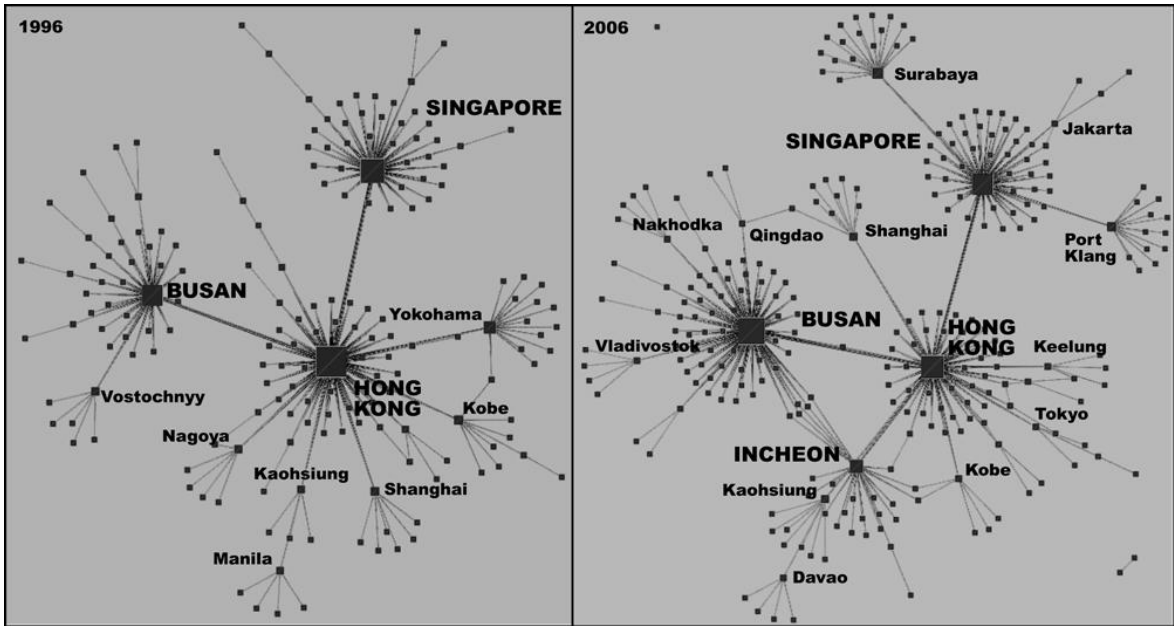 1996
SINGAPORE
BUSAN
Yokohama
HONG
KONG
Vostochnyy
Kobe
Nagoya
Kaohsiung
Shanghai
Manila
2006
Surabaya
Jakarta
SINGAPORE
Nakhodka
Qingdao
Shanghai
Port
Klang
BUSAN
HONG
KONG
Vladivostok
Keelung
Tokyo
INCHEON
Kobe
Kaohsiung
Davao